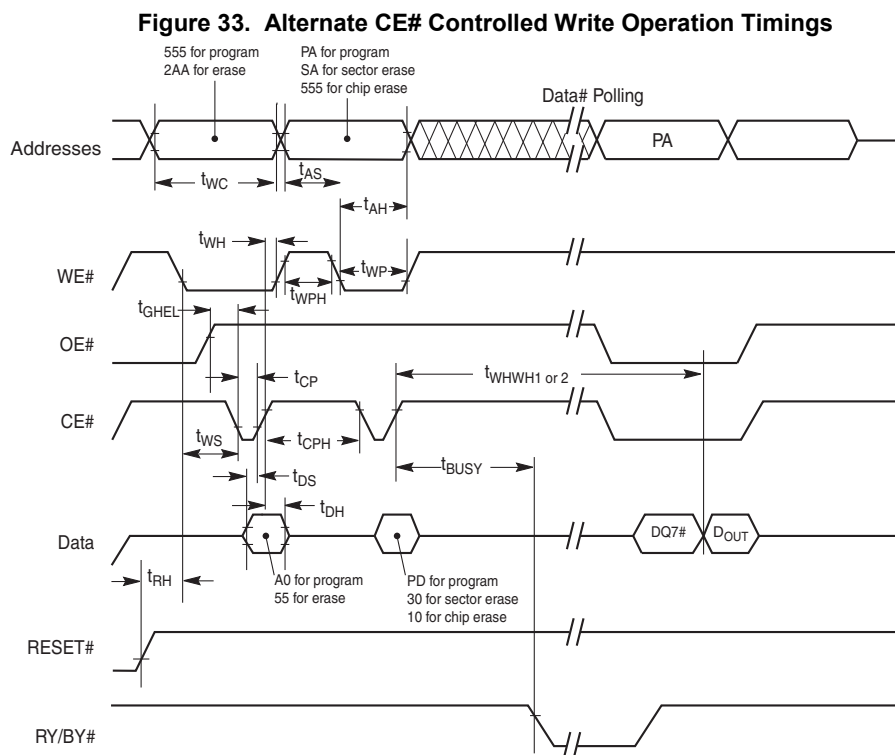 Figure 33. Alternate CE# Controlled Write Operation Timings
555 for program
2AA for erase
PA for program
SA for sector erase
555 for chip erase
Data# Polling
Addresses
PA
tWC
tAS
tAH
tWH
tWP
WE#
tWPH
tGHEL
OE#
tCP
tWHWH1 or 2
CE#
tWS
tCPH
tBUSY
tDS
tDH
Data
DQ7#
DOUT
tRH
A0 for program
55 for erase
PD for program
30 for sector erase
10 for chip erase
RESET#
RY/BY#